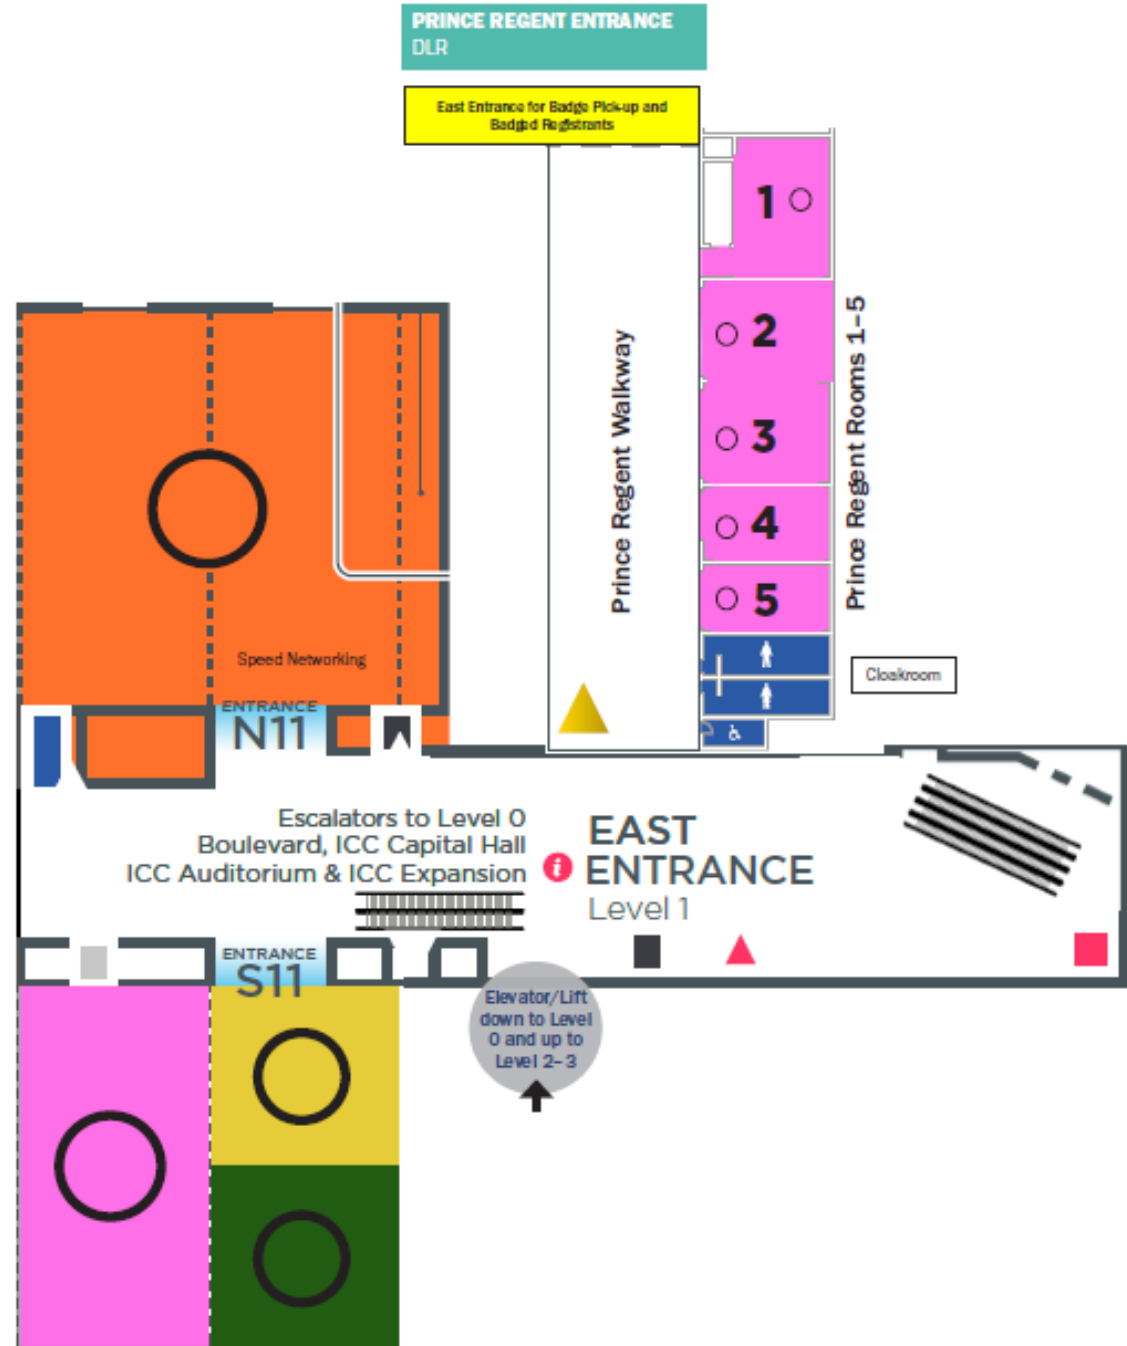 PRINCE REGENT ENTRANCE
DLR
East Entrance for Badge Pick-up and
Badged Registrants
1
2
3
4
5
Prince Regent Walkway
Prince Regent Rooms 1–5
Cloakroom
Speed Networking
ENTRANCE
N11
Escalators to Level 0
Boulevard, ICC Capital Hall
ICC Auditorium & ICC Expansion
i
EAST
ENTRANCE
Level 1
ENTRANCE
S11
Elevator/Lift
down to Level
0 and up to
Level 2–3